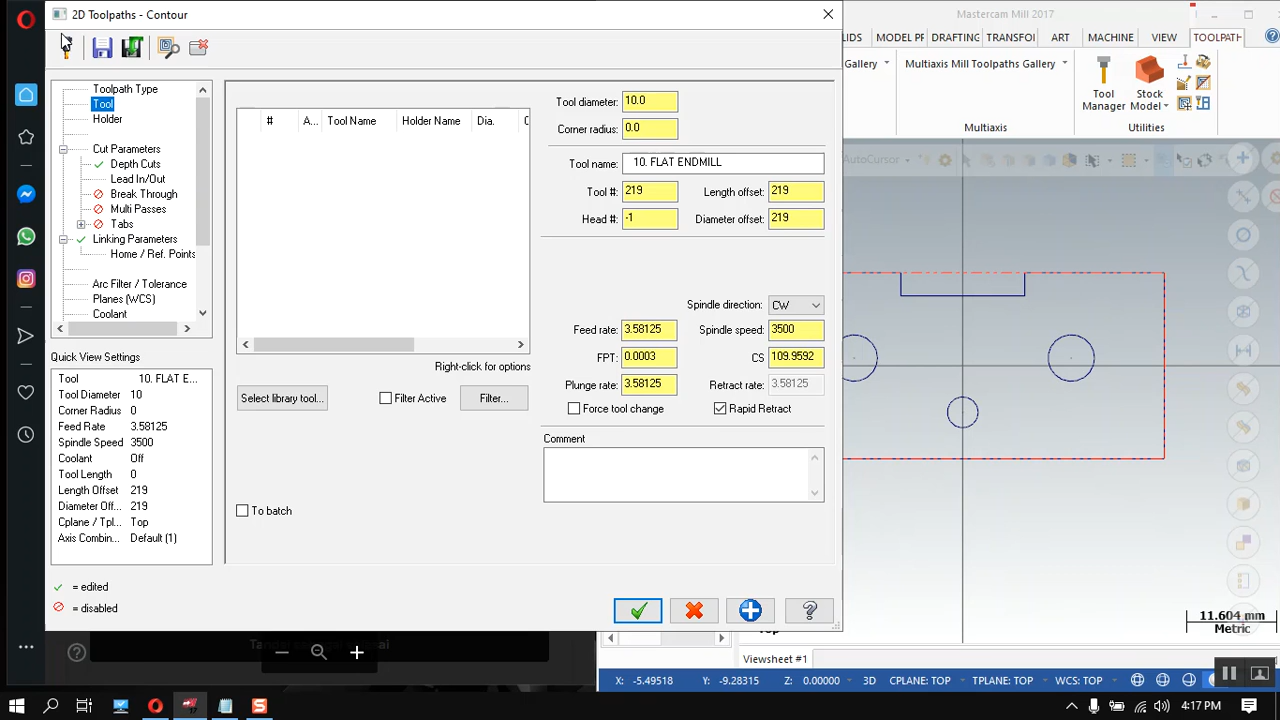 2D Toolpaths - Contour
Mastercam Mill 2017
LIDS MODEL PF DRAFTING TRANSFOI ART MACHINE VIEW TOOLPATH
Gallery Multiaxis Mill Toolpaths Gallery
Tool Manager
Stock Model
Multiaxis Utilities
AutoCursor
Toolpath Type
Tool
Holder
Cut Parameters
Depth Cuts
Lead In/Out
Break Through
Multi Passes
Tabs
Linking Parameters
Home / Ref. Points
Arc Filter / Tolerance
Planes (WCS)
Coolant
Quick View Settings
Tool 10. FLAT E...
Tool Diameter 10
Corner Radius 0
Feed Rate 3.58125
Spindle Speed 3500
Coolant Off
Tool Length 0
Length Offset 219
Diameter Off... 219
Cplane / Tpl... Top
Axis Combin... Default (1)
= edited
= disabled
# A... Tool Name Holder Name Dia. C
Right-click for options
Select library tool...
Filter Active
Filter...
To batch
Tool diameter: 10.0
Corner radius: 0.0
Tool name: 10. FLAT ENDMILL
Tool #: 219 Length offset: 219
Head #: -1 Diameter offset: 219
Spindle direction: CW
Feed rate: 3.58125 Spindle speed: 3500
FPT: 0.0003 CS 109.9592
Plunge rate: 3.58125 Retract rate: 3.58125
Force tool change Rapid Retract
Comment
11.604 mm
Metric
Viewsheet #1
X: -5.49518 Y: -9.28315 Z: 0.00000 3D CPLANE: TOP TPLANE: TOP WCS: TOP
4:17 PM